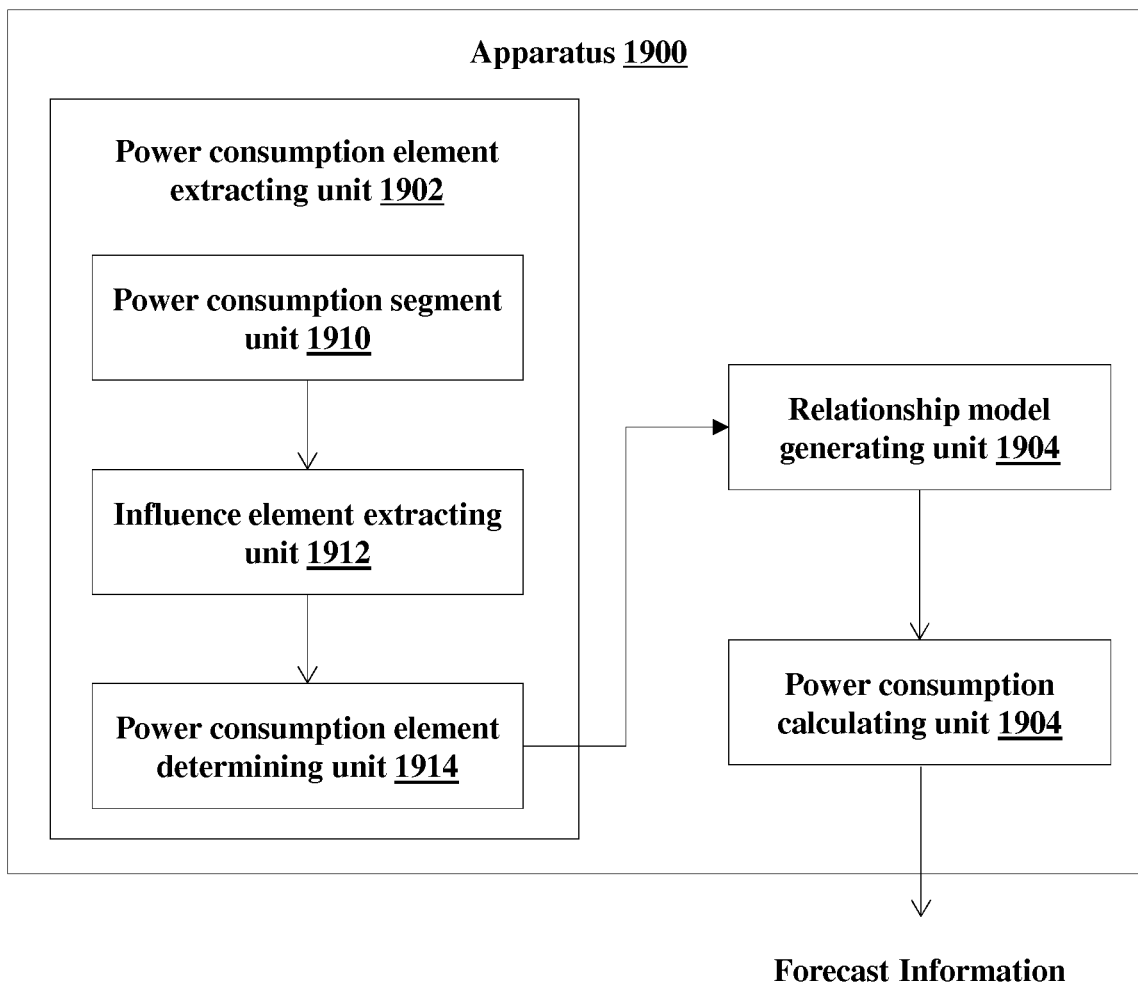 Apparatus 1900
Power consumption element
extracting unit 1902
Power consumption segment
unit 1910
Influence element extracting
unit 1912
Power consumption element
determining unit 1914
Relationship model
generating unit 1904
Power consumption
calculating unit 1904
Forecast Information